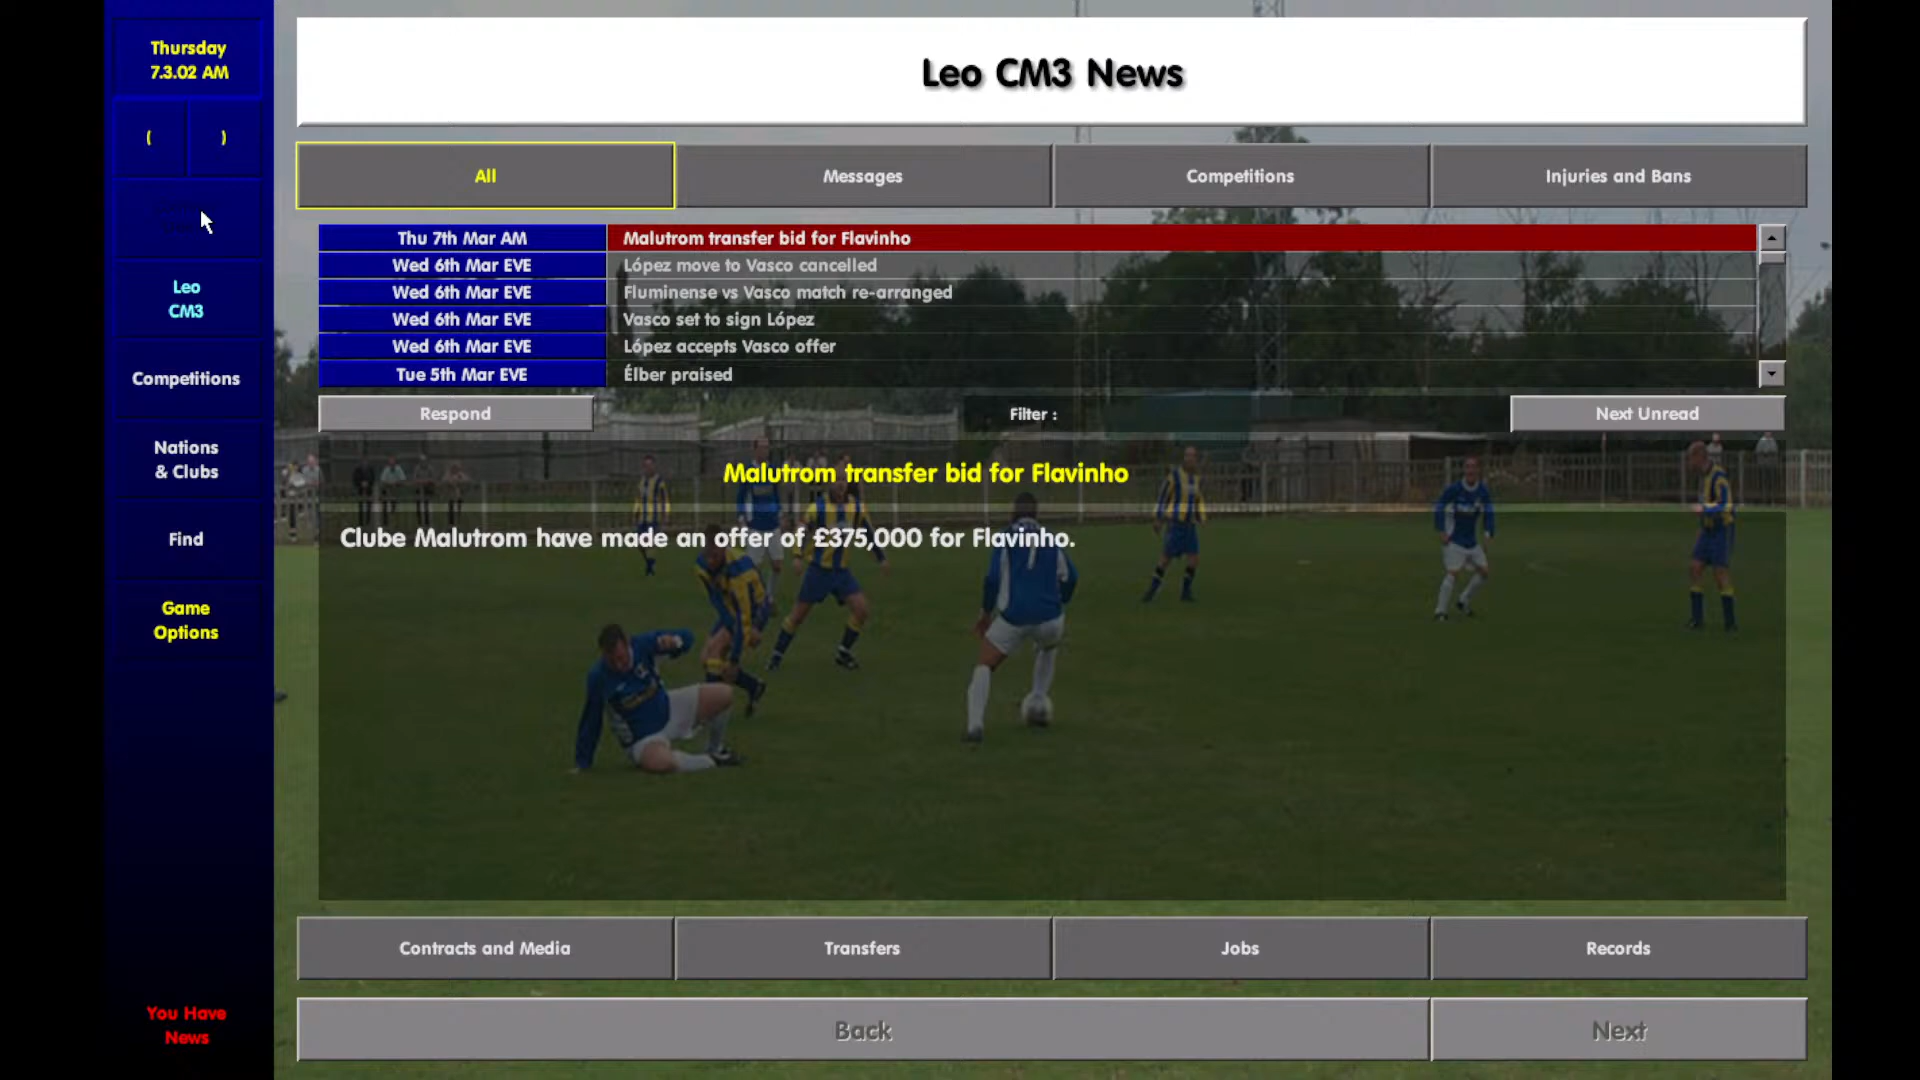 Thursday
7.3.02 AM
Leo CM3 News
( )
All
Messages
Competitions
Injuries and Bans
Thu 7th Mar AM Malutrom transfer bid for Flavinho
Wed 6th Mar EVE López move to Vasco cancelled
Wed 6th Mar EVE Fluminense vs Vasco match re-arranged
Wed 6th Mar EVE Vasco set to sign López
Wed 6th Mar EVE López accepts Vasco offer
Tue 5th Mar EVE Élber praised
Leo
CM3
Competitions
Nations
& Clubs
Find
Game
Options
Respond
Filter :
Next Unread
Malutrom transfer bid for Flavinho
Clube Malutrom have made an offer of £375,000 for Flavinho.
Contracts and Media
Transfers
Jobs
Records
You Have
News
Back
Next